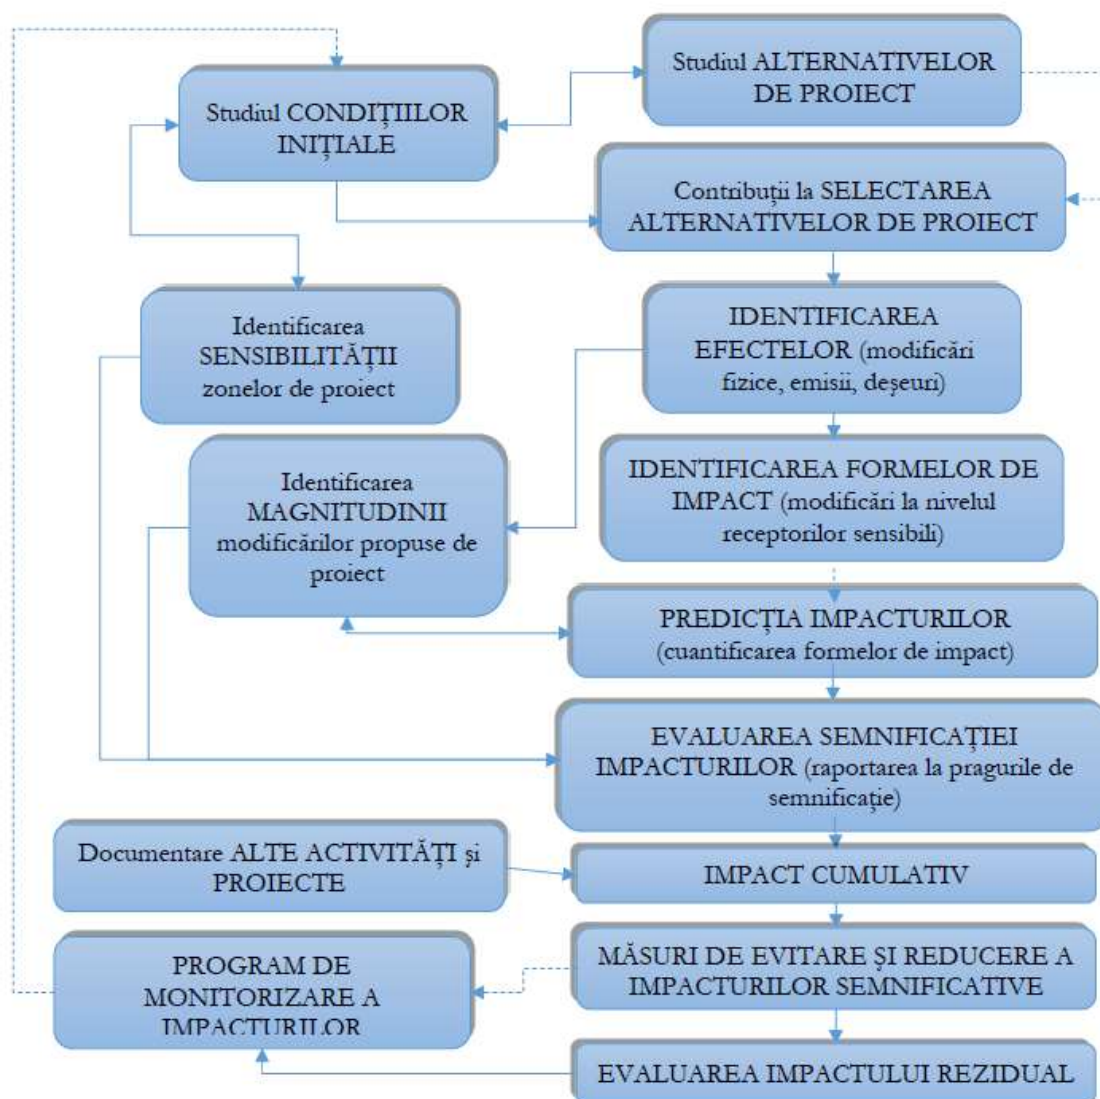 Studiul ALTERNATIVELOR
DE PROIECT
Studiul CONDIȚIILOR
INIȚIALE
Contribuții la SELECTAREA
ALTERNATIVELOR DE PROIECT
Identificarea
SENSIBILITĂȚII
zonelor de proiect
IDENTIFICAREA
EFECTELOR (modificări
fizice, emisii, deșeuri)
Identificarea
MAGNITUDINII
modificărilor propuse de
proiect
IDENTIFICAREA FORMELOR DE
IMPACT (modificări la nivelul
receptorilor sensibili)
PREDICȚIA IMPACTURILOR
(cuantificarea formelor de impact)
EVALUAREA SEMNIFICAȚIEI
IMPACTURILOR (raportarea la pragurile de
semnificație)
Documentare ALTE ACTIVITĂȚI și
PROIECTE
IMPACT CUMULATIV
MĂSURI DE EVITARE ȘI REDUCERE A
IMPACTURILOR SEMNIFICATIVE
PROGRAM DE
MONITORIZARE A
IMPACTURILOR
EVALUAREA IMPACTULUI REZIDUAL